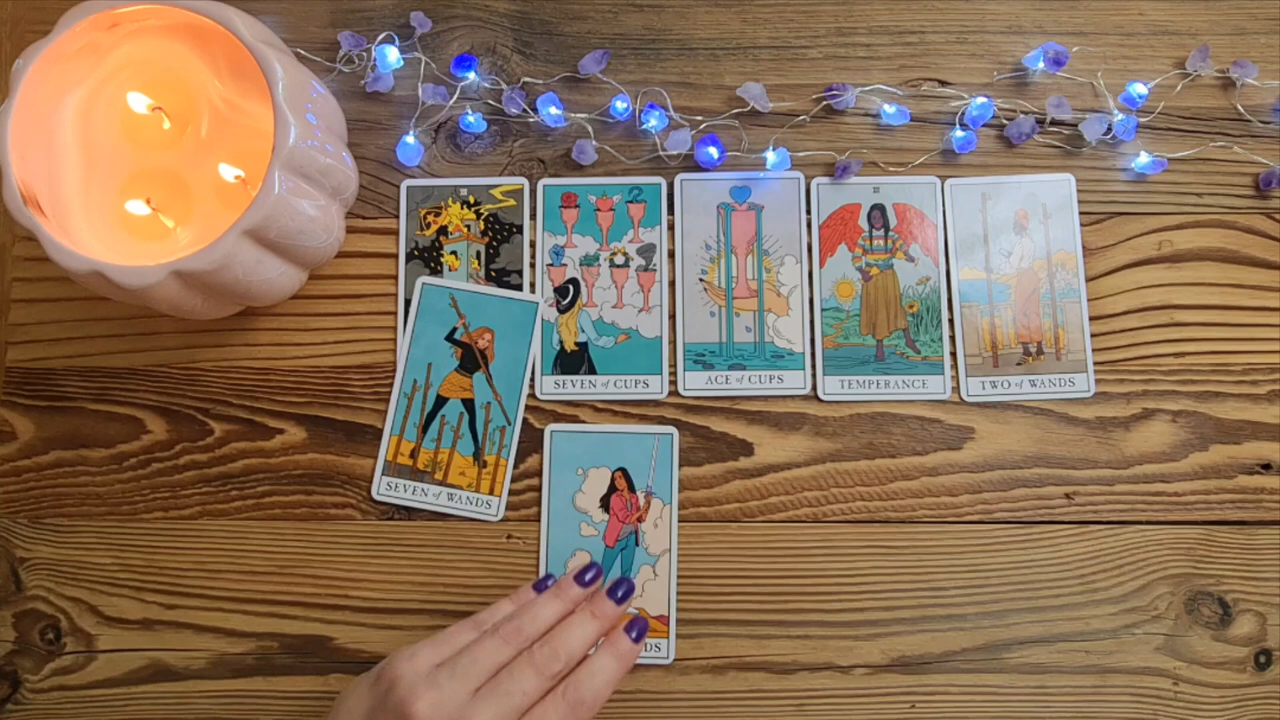 SEVEN of CUPS
ACE of CUPS
TEMPERANCE
TWO of WANDS
SEVEN of WANDS